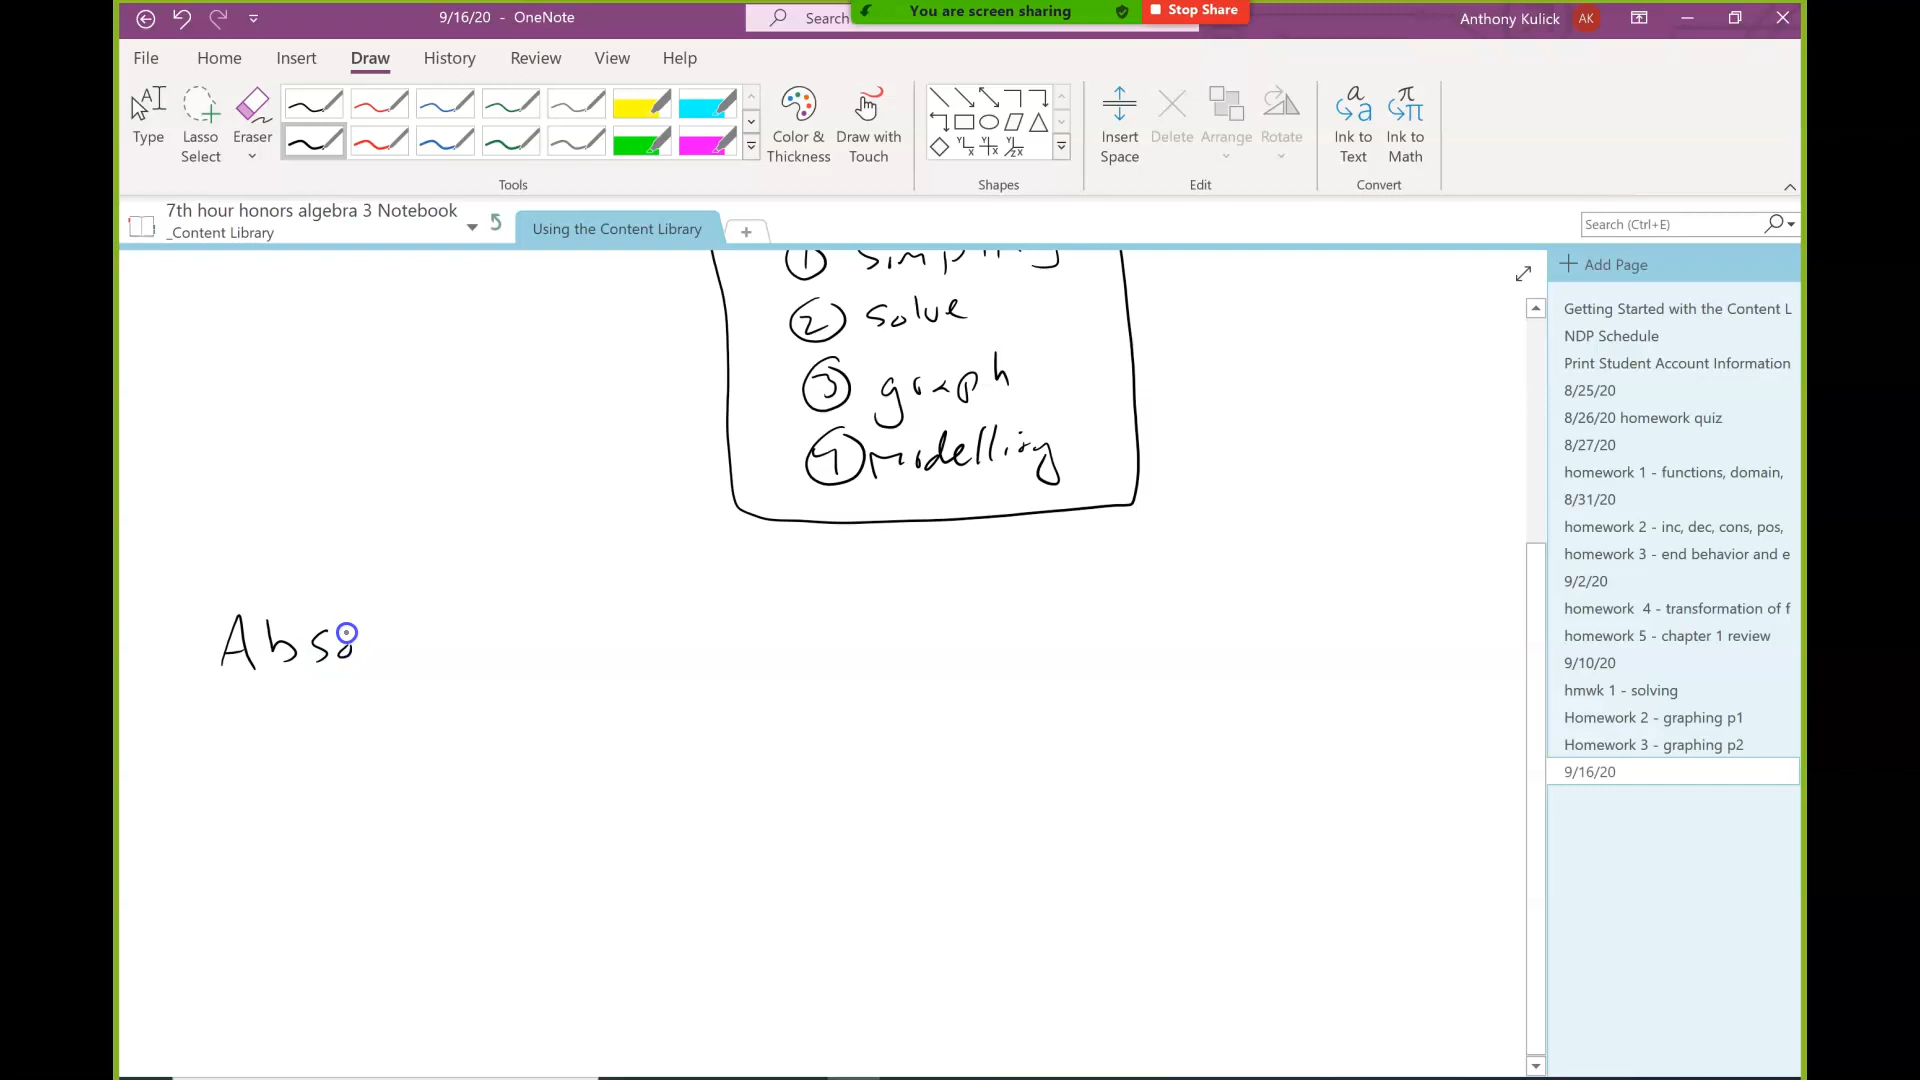 9/16/20 - OneNote
Search
You are screen sharing
Stop Share
Anthony Kulick
AK
File Home Insert Draw History Review View Help
Type
Lasso Select
Eraser
Color & Thickness
Draw with Touch
Insert Space
Delete
Arrange
Rotate
Ink to Text
Ink to Math
Tools
Shapes
Edit
Convert
7th hour honors algebra 3 Notebook
_Content Library
Using the Content Library
Search (Ctrl+E)
① simplify
② solve
③ graph
④ modelling
Abso
Add Page
Getting Started with the Content L
NDP Schedule
Print Student Account Information
8/25/20
8/26/20 homework quiz
8/27/20
homework 1 - functions, domain,
8/31/20
homework 2 - inc, dec, cons, pos,
homework 3 - end behavior and e
9/2/20
homework 4 - transformation of f
homework 5 - chapter 1 review
9/10/20
hmwk 1 - solving
Homework 2 - graphing p1
Homework 3 - graphing p2
9/16/20